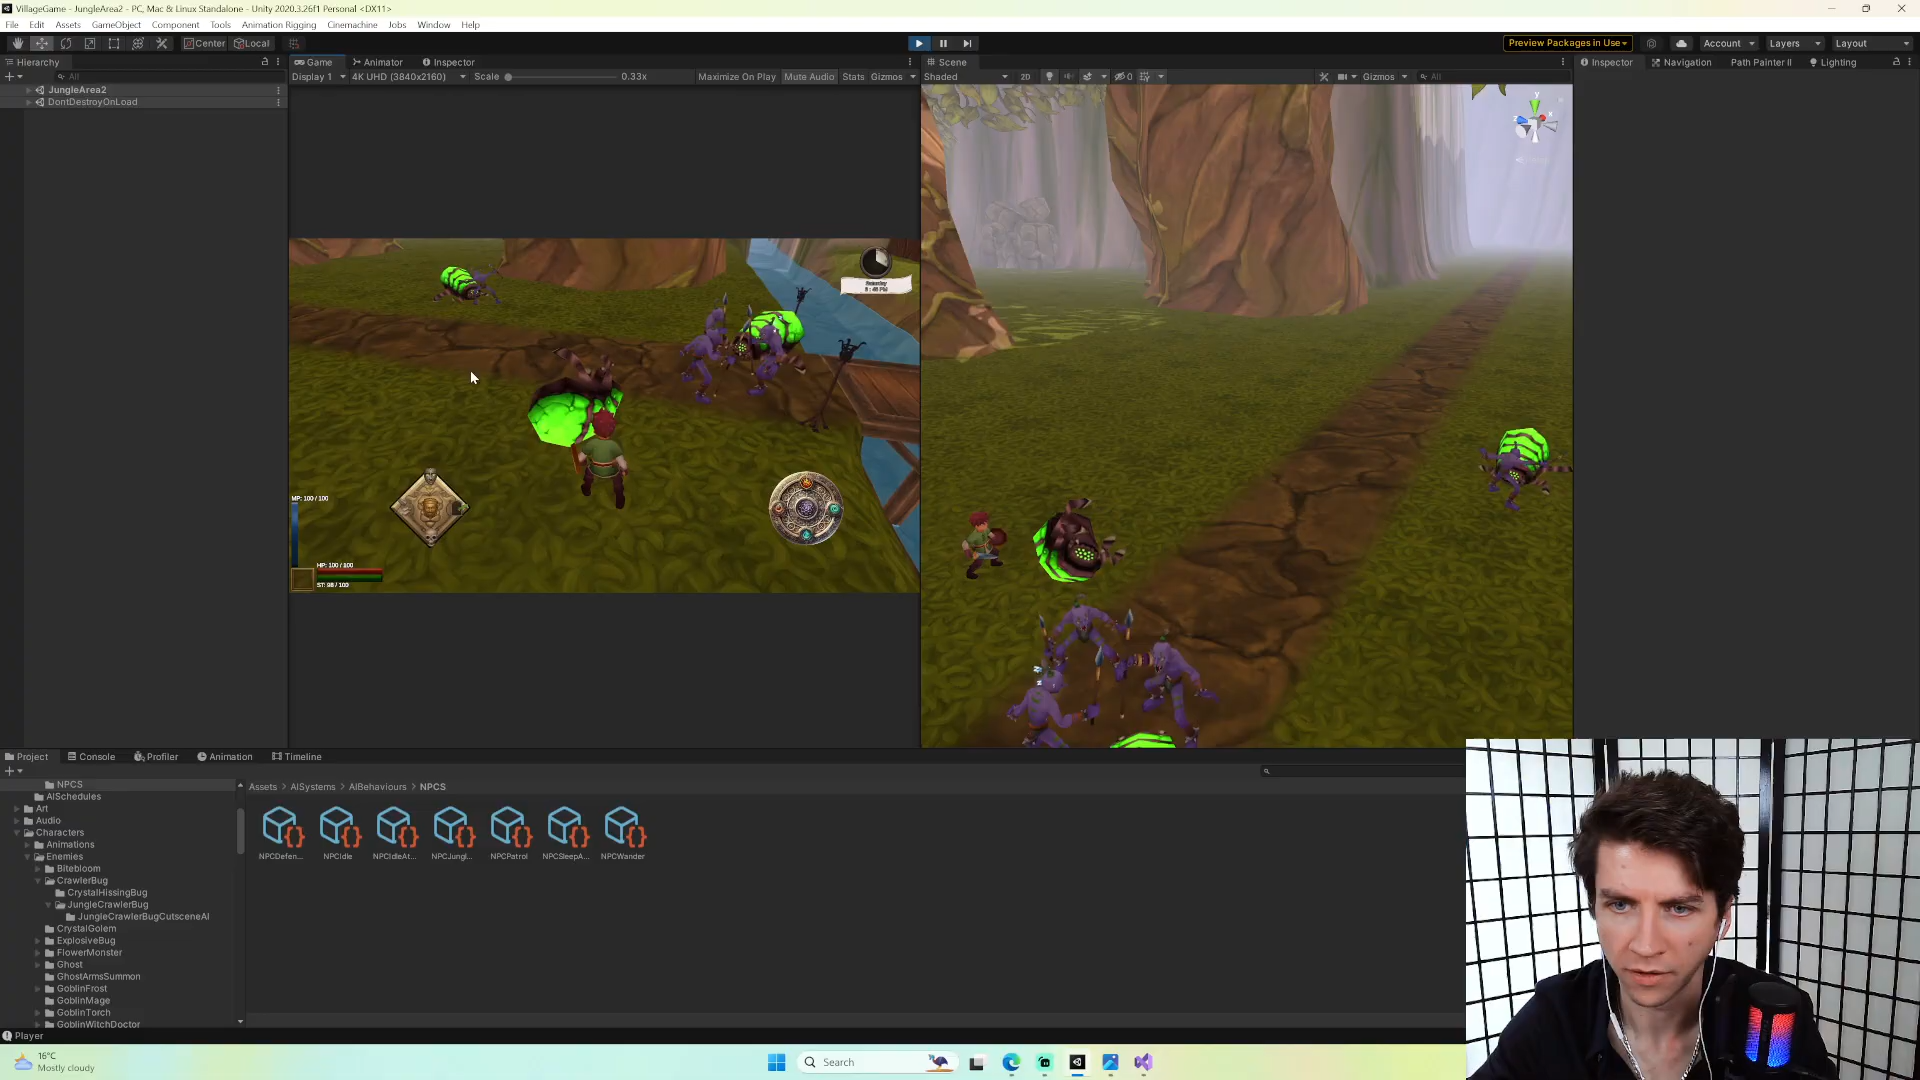 VillageGame - JungleArea2 - PC, Mac & Linux Standalone - Unity 2020.3.26f1 Personal <DX11>
File Edit Assets GameObject Component Tools Animation Rigging Cinemachine Jobs Window Help
Center Local Preview Packages in Use Account Layers Layout
Hierarchy Game Animator Inspector Scene Inspector Navigation Path Painter II Lighting
All Display 1 4K UHD (3840x2160) Scale 0.33x Maximize On Play Mute Audio Stats Gizmos Shaded 2D 0 Gizmos All
JungleArea2
DontDestroyOnLoad
y
x
z
MP: 100 / 100
HP: 100 / 100
ST: 98 / 100
Project Console Profiler Animation Timeline
NPCS
AISchedules
Art
Audio
Characters
Animations
Enemies
Bitebloom
CrawlerBug
CrystalHissingBug
JungleCrawlerBug
JungleCrawlerBugCutsceneAI
CrystalGolem
ExplosiveBug
FlowerMonster
Ghost
GhostArmsSummon
GoblinFrost
GoblinMage
GoblinTorch
GoblinWitchDoctor
Assets AISystems AIBehaviours NPCS
NPCDefen... NPCIdle NPCIdleAt... NPCJungl... NPCPatrol NPCSleepA... NPCWander
Player
16°C
Mostly cloudy
Search